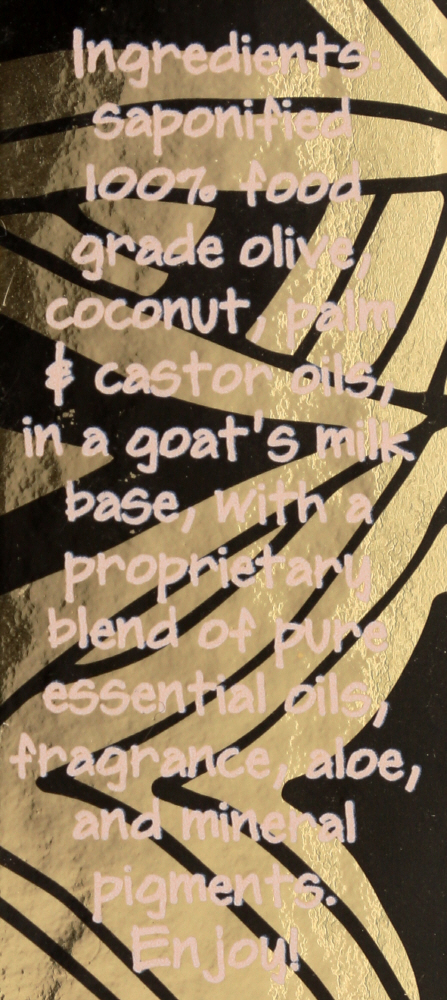 Ingredients:
saponified
100% food
grade olive,
coconut, palm
& castor oils,
in a goat's milk
base, with a
proprietary
blend of pure
essential oils,
fragrance, aloe,
and mineral
pigments.
Enjoy!